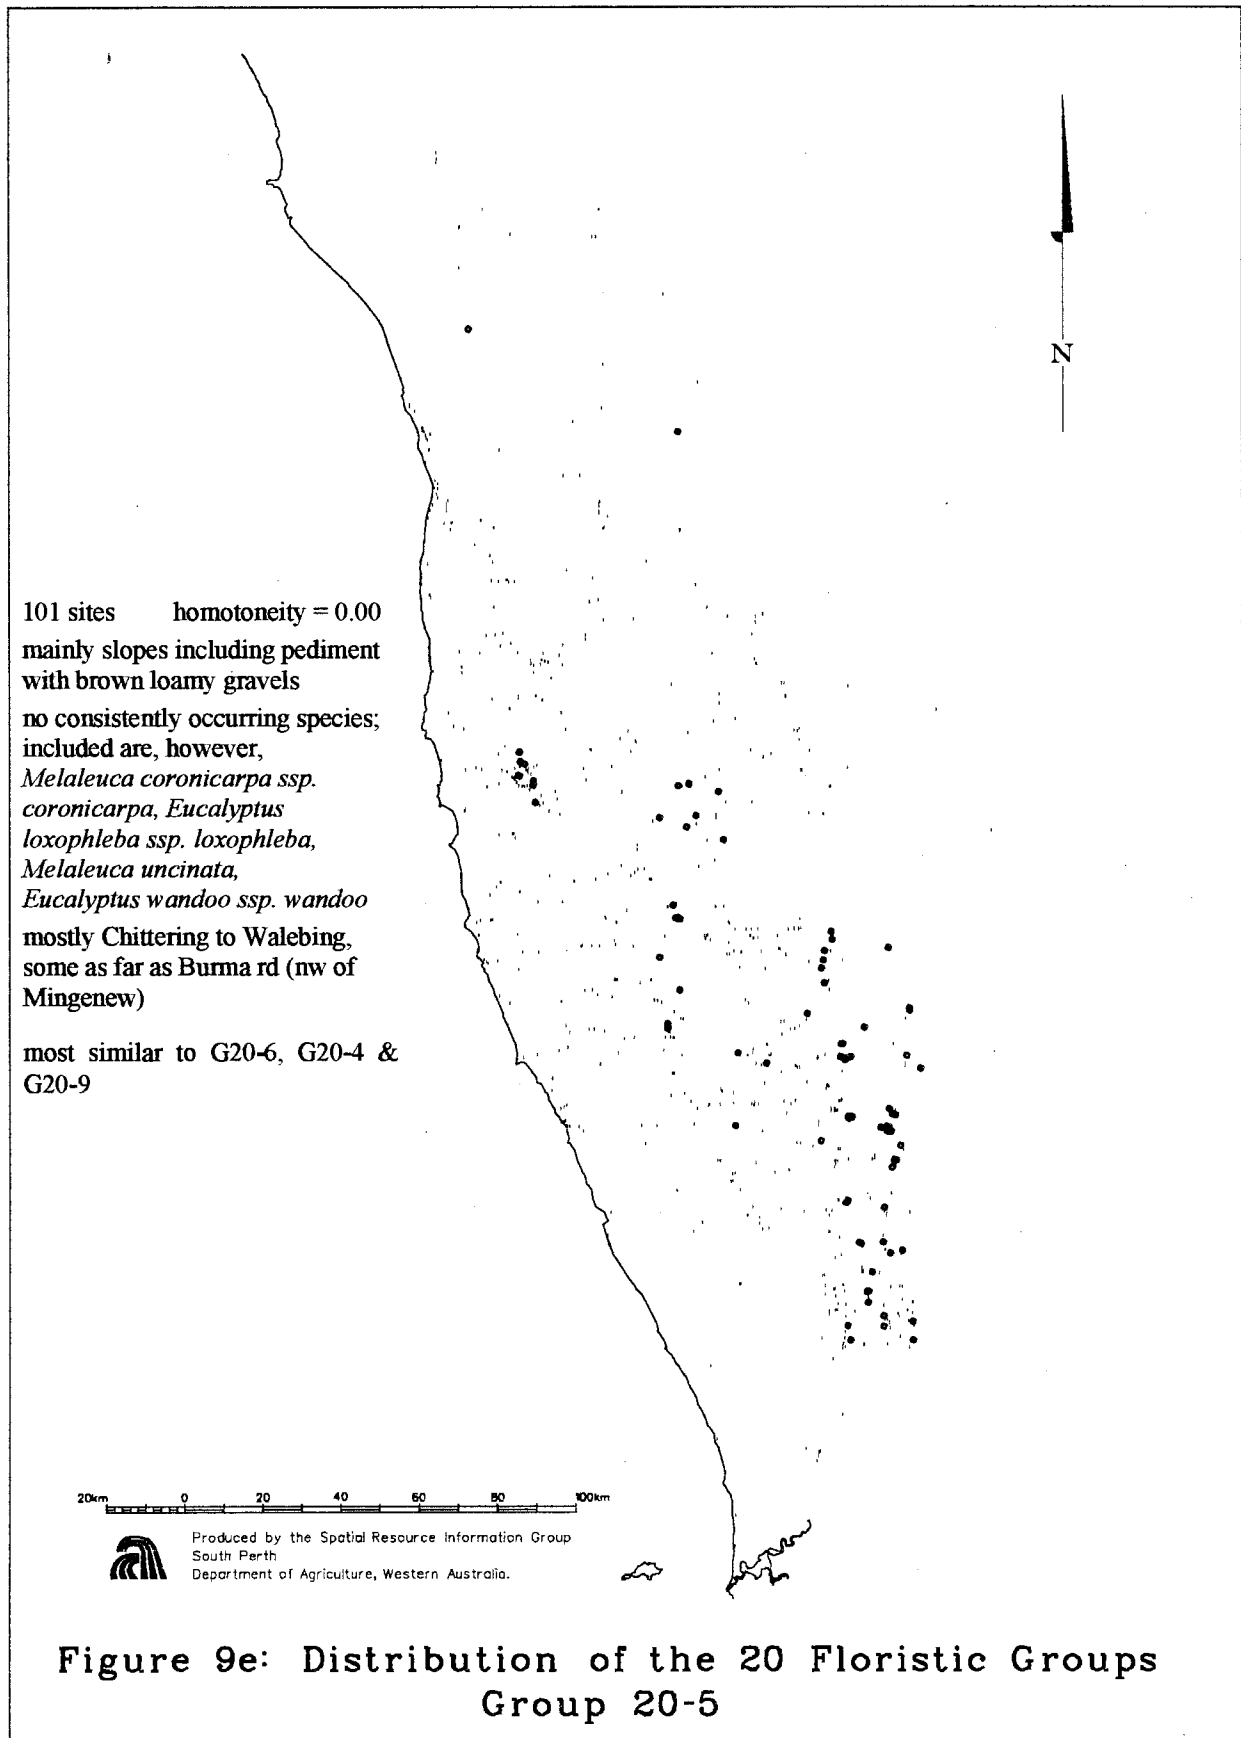 N
101 sites homotoneity = 0.00
mainly slopes including pediment
with brown loamy gravels
no consistently occurring species;
included are, however,
Melaleuca coronicarpa ssp.
coronicarpa, Eucalyptus
loxophleba ssp. loxophleba,
Melaleuca uncinata,
Eucalyptus wandoo ssp. wandoo
mostly Chittering to Walebing,
some as far as Burma rd (nw of
Mingenew)
most similar to G20-6, G20-4 &
G20-9
20km 0 20 40 60 80 100km
Produced by the Spatial Resource Information Group
South Perth
Department of Agriculture, Western Australia.
Figure 9e: Distribution of the 20 Floristic Groups
Group 20-5